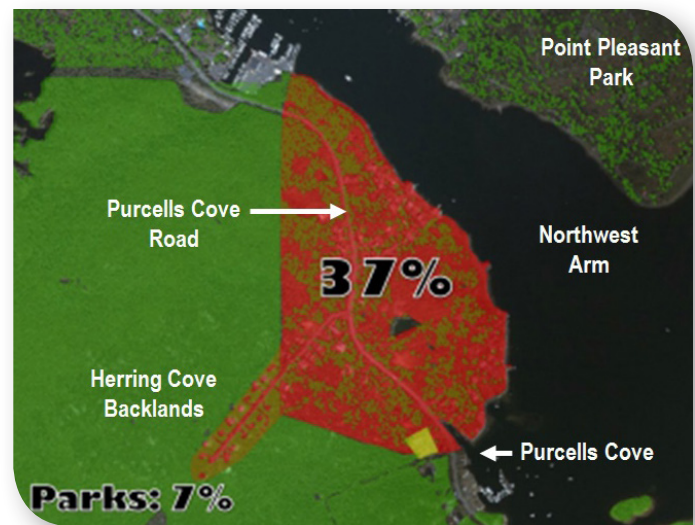 Point Pleasant
Park
Purcells Cove
Road
Northwest
Arm
37%
Herring Cove
Backlands
Purcells Cove
Parks: 7%